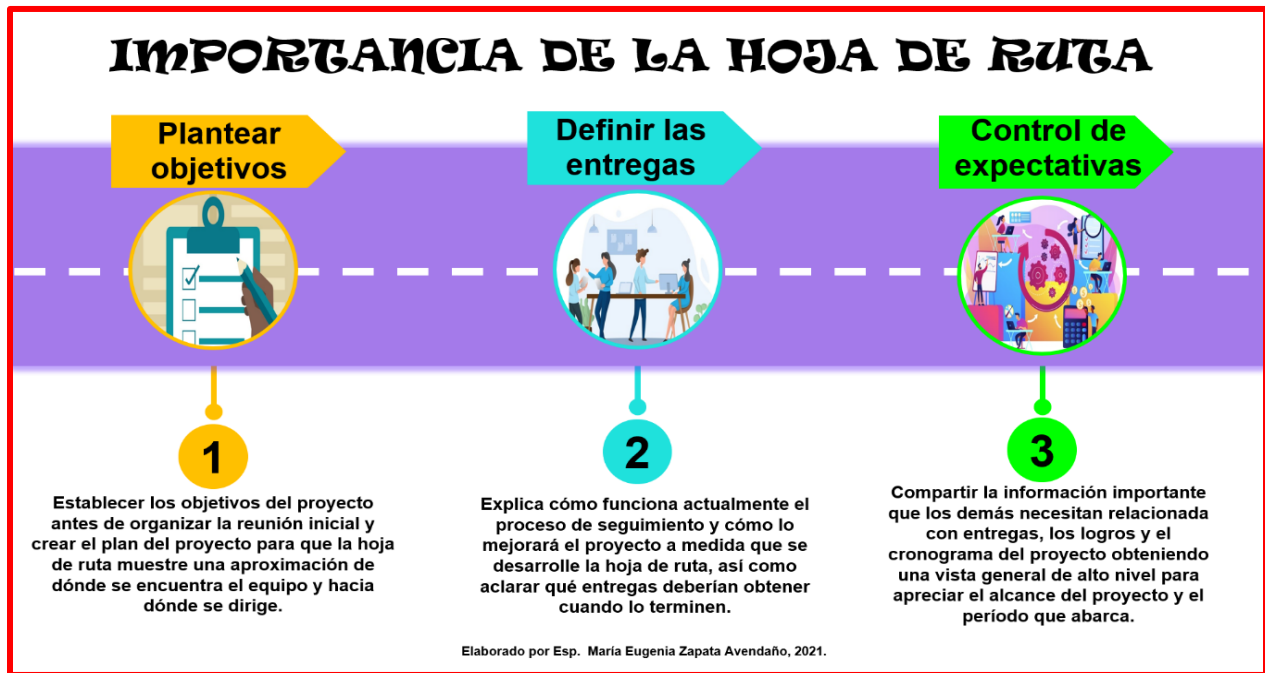 IMPORTANCIA DE LA HOJA DE RUTA
Plantear
objetivos
Definir las
entregas
Control de
expectativas
1
Establecer los objetivos del proyecto
antes de organizar la reunión inicial y
crear el plan del proyecto para que la hoja
de ruta muestre una aproximación de
dónde se encuentra el equipo y hacia
dónde se dirige.
2
Explica cómo funciona actualmente el
proceso de seguimiento y cómo lo
mejorará el proyecto a medida que se
desarrolle la hoja de ruta, así como
aclarar qué entregas deberían obtener
cuando lo terminen.
3
Compartir la información importante
que los demás necesitan relacionada
con entregas, los logros y el
cronograma del proyecto obteniendo
una vista general de alto nivel para
apreciar el alcance del proyecto y el
período que abarca.
Elaborado por Esp. María Eugenia Zapata Avendaño, 2021.